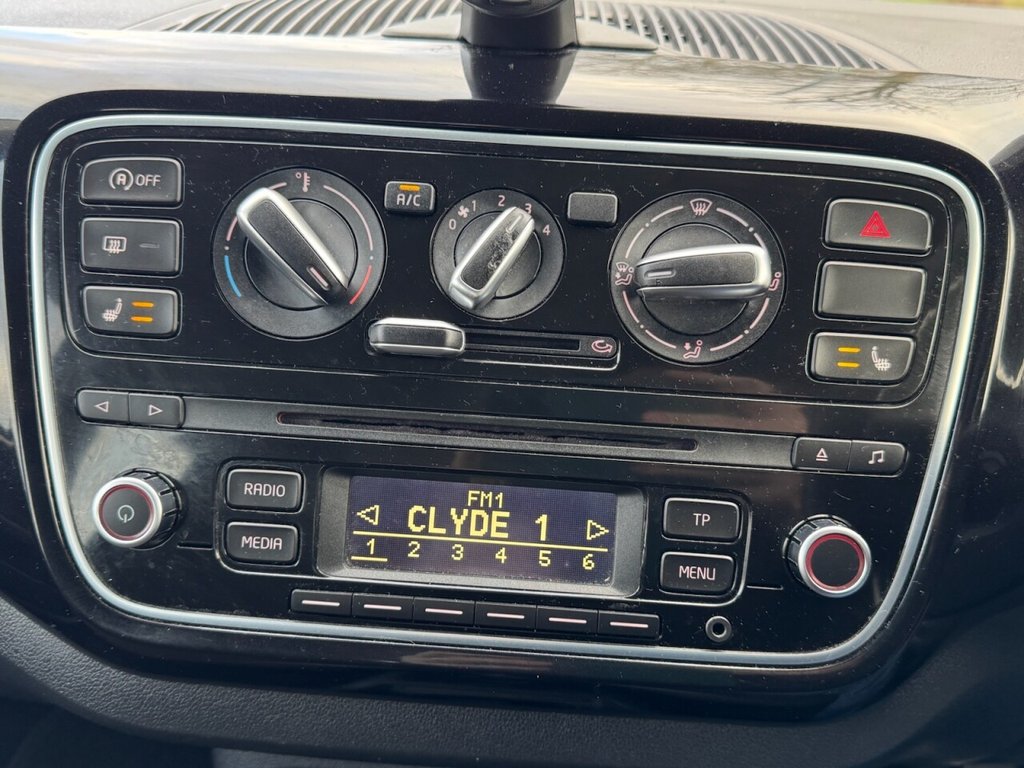 A OFF
°F
A/C
0 1 2 3 4
RADIO
MEDIA
FM1
CLYDE 1
1 2 3 4 5 6
TP
MENU